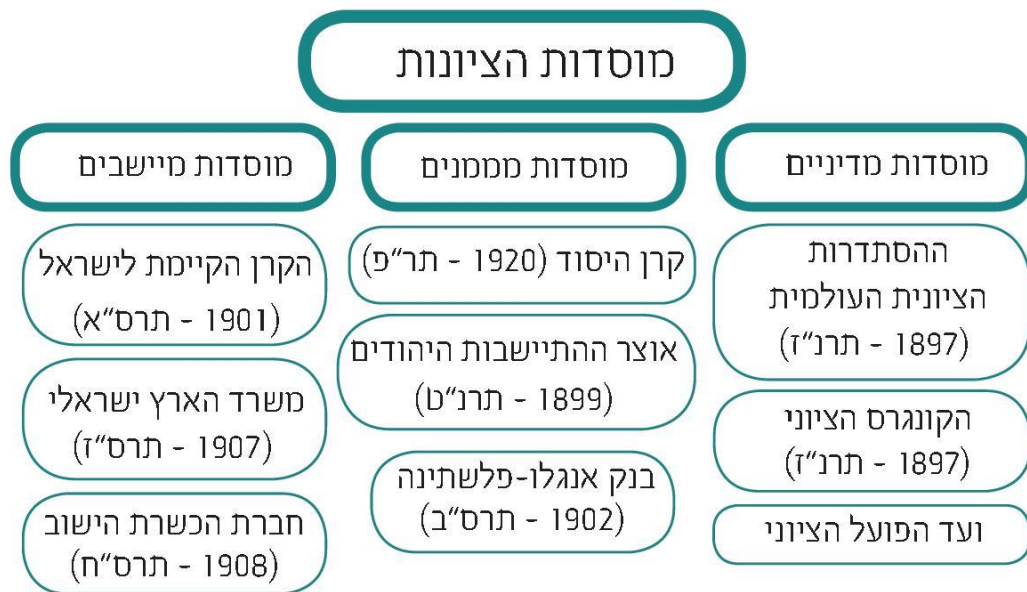 מוסדות הציונות
מוסדות מדיניים
ההסתדרות
הציונית העולמית
(1897 - תרנ"ז)
הקונגרס הציוני
(1897 - תרנ"ז)
ועד הפועל הציוני
מוסדות מממנים
קרן היסוד (1920 - תר"פ)
אוצר ההתיישבות היהודים
(1899 - תרנ"ט)
בנק אנגלו-פלשתינה
(1902 - תרס"ב)
מוסדות מיישבים
הקרן הקיימת לישראל
(1901 - תרס"א)
משרד הארץ ישראלי
(1907 - תרס"ז)
חברת הכשרת הישוב
(1908 - תרס"ח)